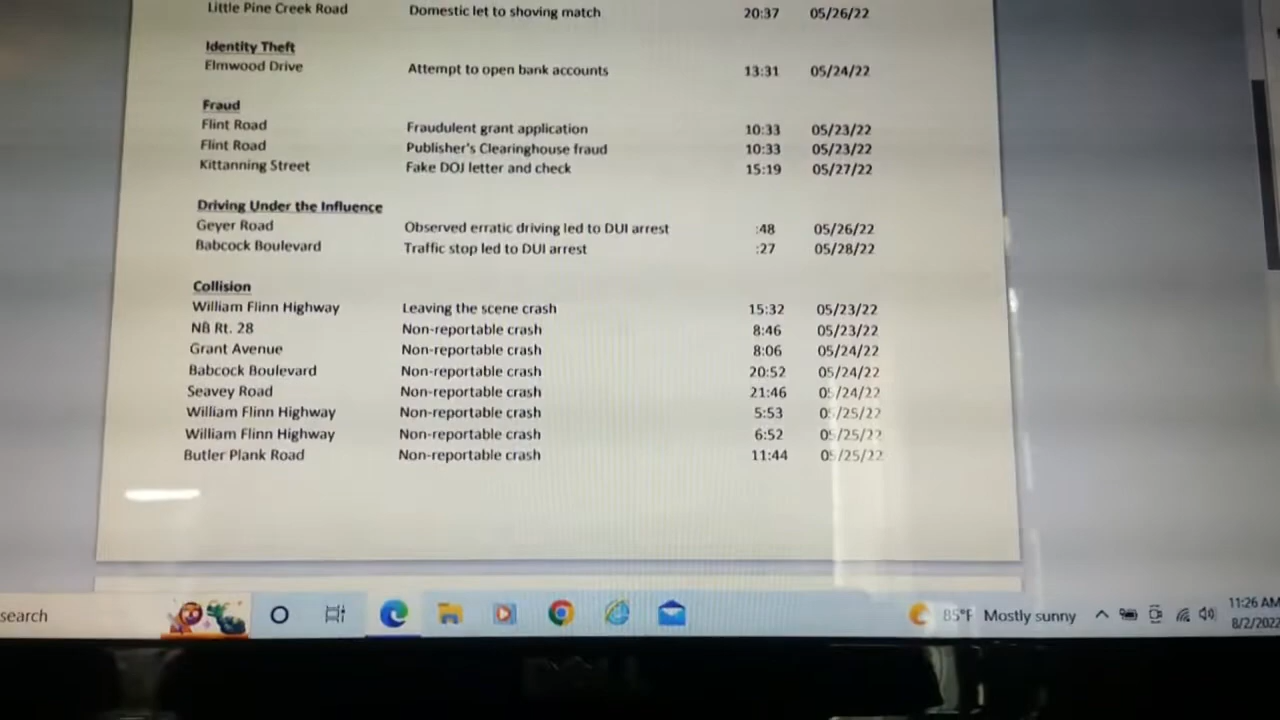 Little Pine Creek Road Domestic let to shoving match 20:37 05/26/22
Identity Theft
Elmwood Drive Attempt to open bank accounts 13:31 05/24/22
Fraud
Flint Road Fraudulent grant application 10:33 05/23/22
Flint Road Publisher's Clearinghouse fraud 10:33 05/23/22
Kittanning Street Fake DOJ letter and check 15:19 05/27/22
Driving Under the Influence
Geyer Road Observed erratic driving led to DUI arrest :48 05/26/22
Babcock Boulevard Traffic stop led to DUI arrest :27 05/28/22
Collision
William Flinn Highway Leaving the scene crash 15:32 05/23/22
NB Rt. 28 Non-reportable crash 8:46 05/23/22
Grant Avenue Non-reportable crash 8:06 05/24/22
Babcock Boulevard Non-reportable crash 20:52 05/24/22
Seavey Road Non-reportable crash 21:46 05/24/22
William Flinn Highway Non-reportable crash 5:53 05/25/22
William Flinn Highway Non-reportable crash 6:52 05/25/22
Butler Plank Road Non-reportable crash 11:44 05/25/22
search 85°F Mostly sunny 11:26 AM
8/2/2022